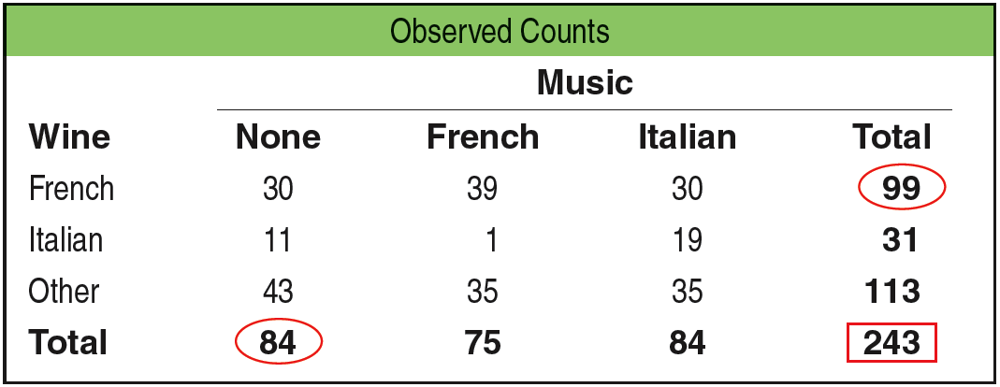 Observed Counts
Music
Wine None French Italian Total
French 30 39 30 99
Italian 11 1 19 31
Other 43 35 35 113
Total 84 75 84 243